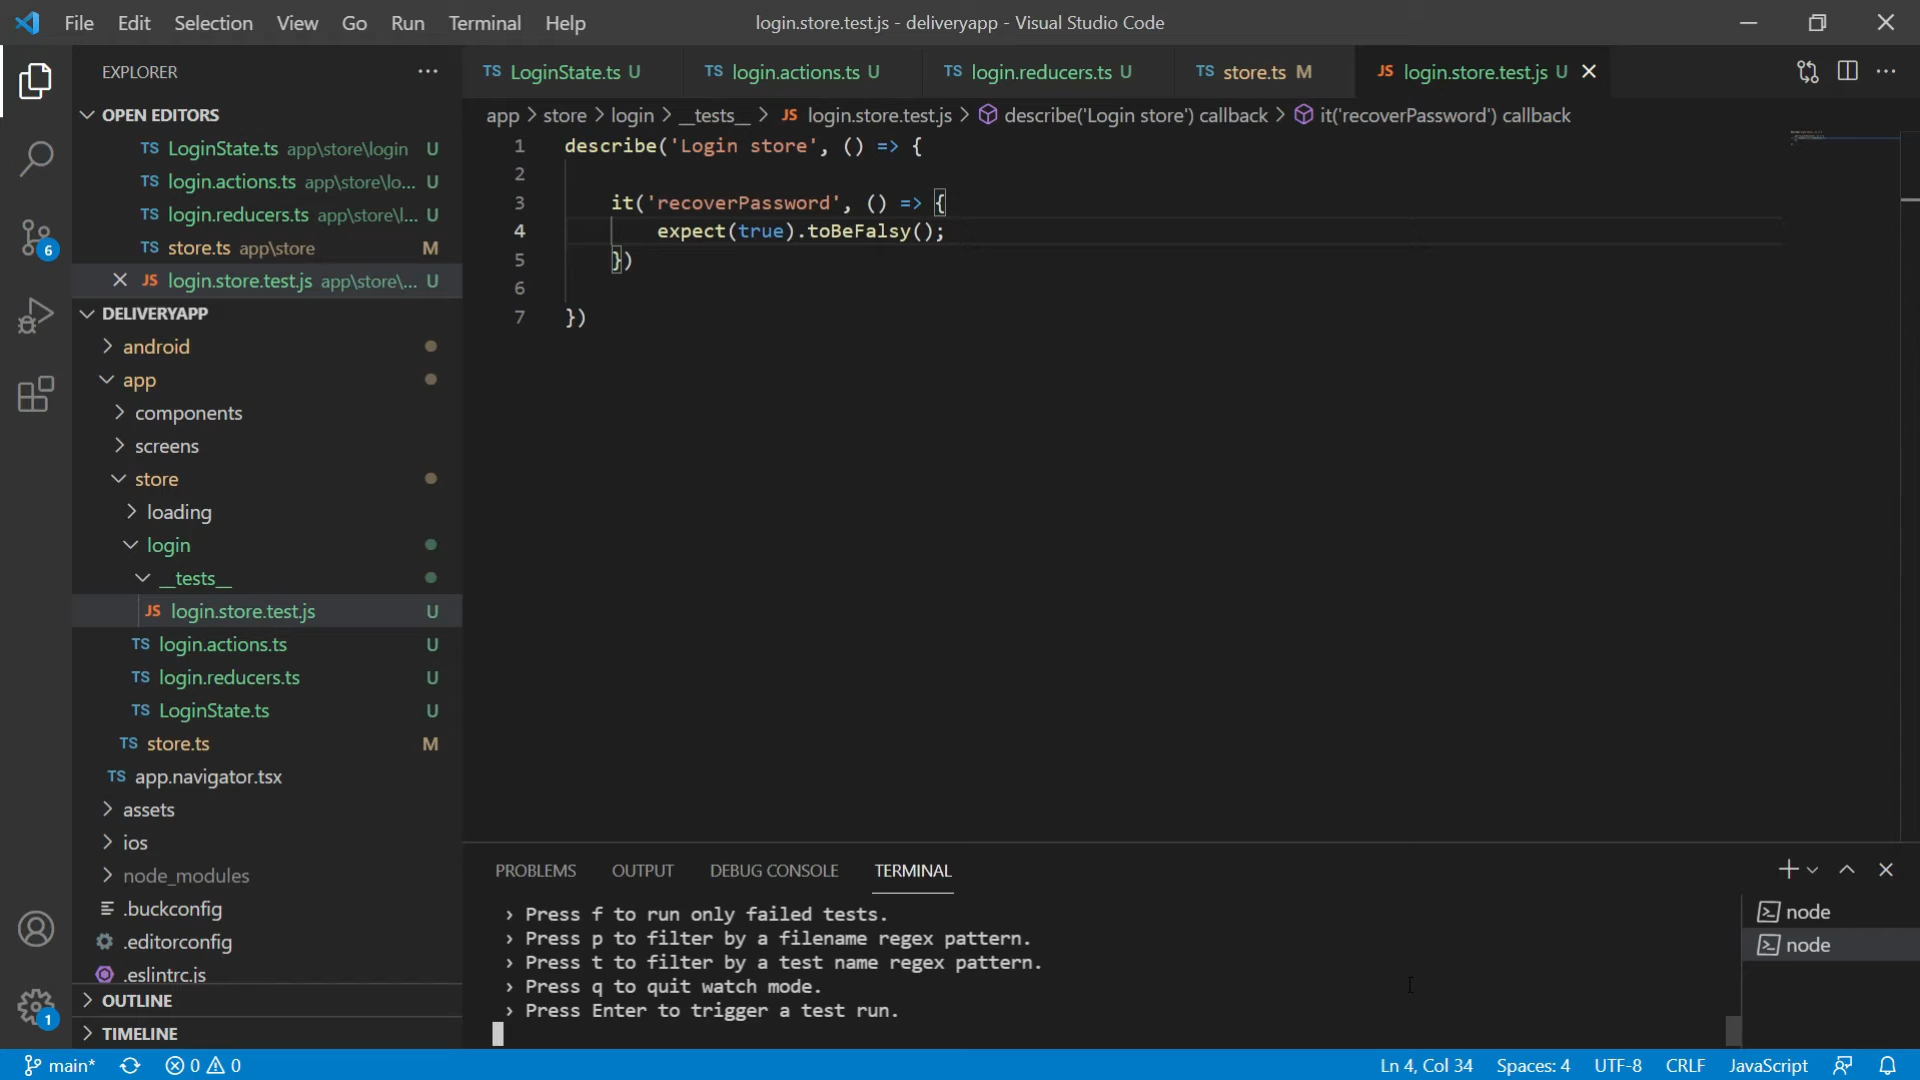 File Edit Selection View Go Run Terminal Help
login.store.test.js - deliveryapp - Visual Studio Code
EXPLORER
OPEN EDITORS
TS LoginState.ts app\store\login U
TS login.actions.ts app\store\lo... U
TS login.reducers.ts app\store\l... U
TS store.ts app\store M
JS login.store.test.js app\store\... U
DELIVERYAPP
android
app
components
screens
store
loading
login
__tests__
JS login.store.test.js U
TS login.actions.ts U
TS login.reducers.ts U
TS LoginState.ts U
TS store.ts M
TS app.navigator.tsx
assets
ios
node_modules
.buckconfig
.editorconfig
.eslintrc.js
OUTLINE
TIMELINE
6
1
TS LoginState.ts U TS login.actions.ts U TS login.reducers.ts U TS store.ts M JS login.store.test.js U
app > store > login > __tests__ > JS login.store.test.js > describe('Login store') callback > it('recoverPassword') callback
1 describe('Login store', () => {
2
3 it('recoverPassword', () => {
4 expect(true).toBeFalsy();
5 })
6
7 })
PROBLEMS OUTPUT DEBUG CONSOLE TERMINAL
› Press f to run only failed tests.
› Press p to filter by a filename regex pattern.
› Press t to filter by a test name regex pattern.
› Press q to quit watch mode.
› Press Enter to trigger a test run.
node
node
main* 0 0 Ln 4, Col 34 Spaces: 4 UTF-8 CRLF JavaScript